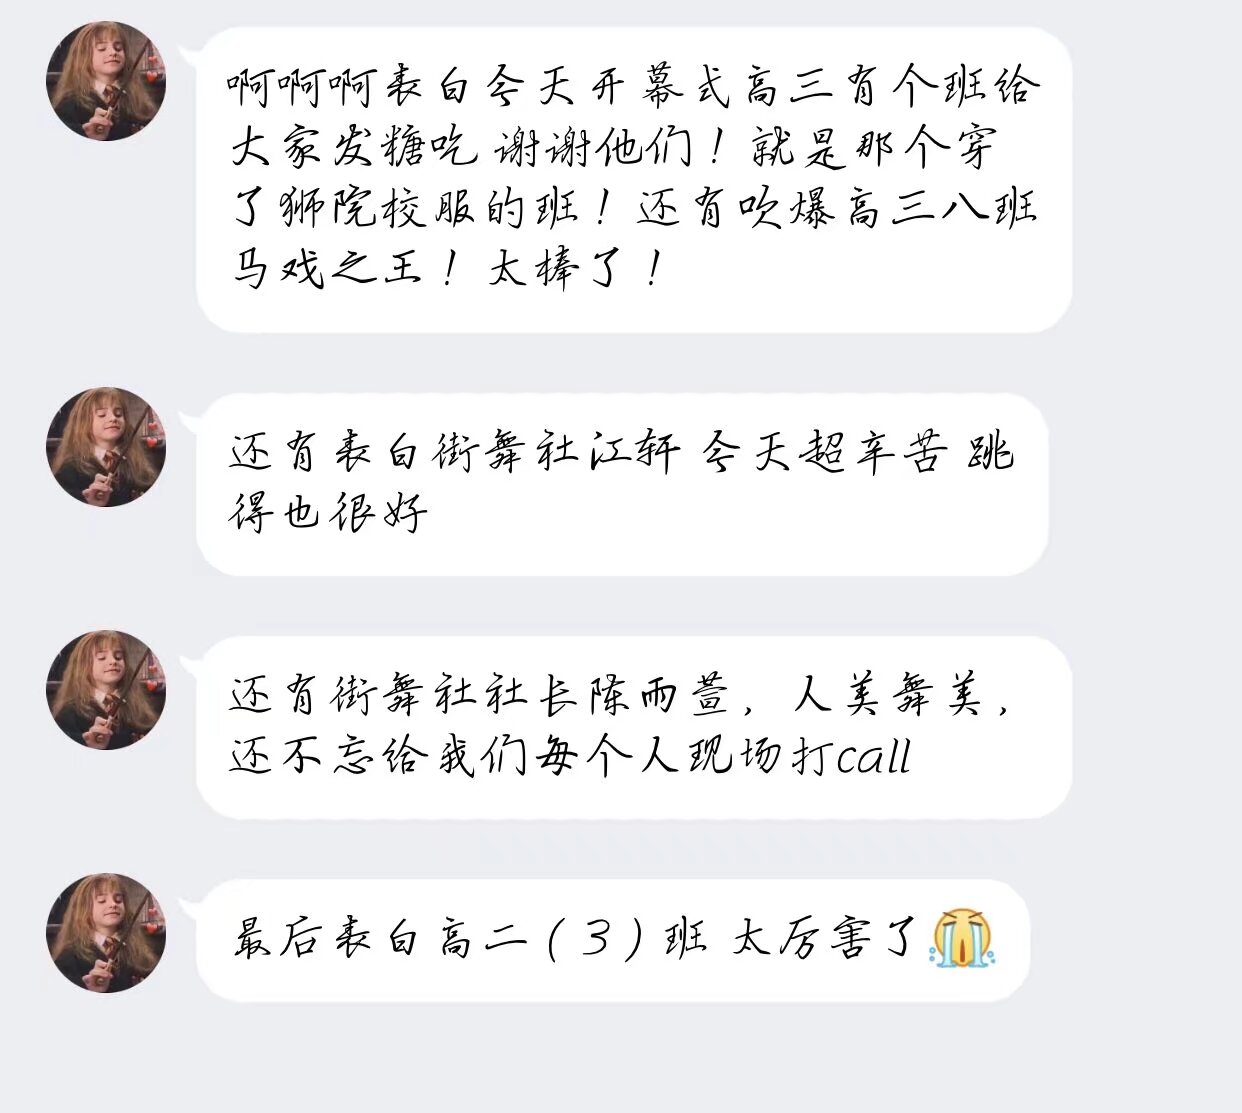 啊啊啊表白今天开幕式高三有个班给
大家发糖吃 谢谢他们！就是那个穿
了狮院校服的班！还有吹爆高三八班
马戏之王！太棒了！
还有表白街舞社江轩 今天超辛苦 跳
得也很好
还有街舞社社长陈雨萱，人美舞美，
还不忘给我们每个人现场打call
最后表白高二（3）班 太厉害了😭